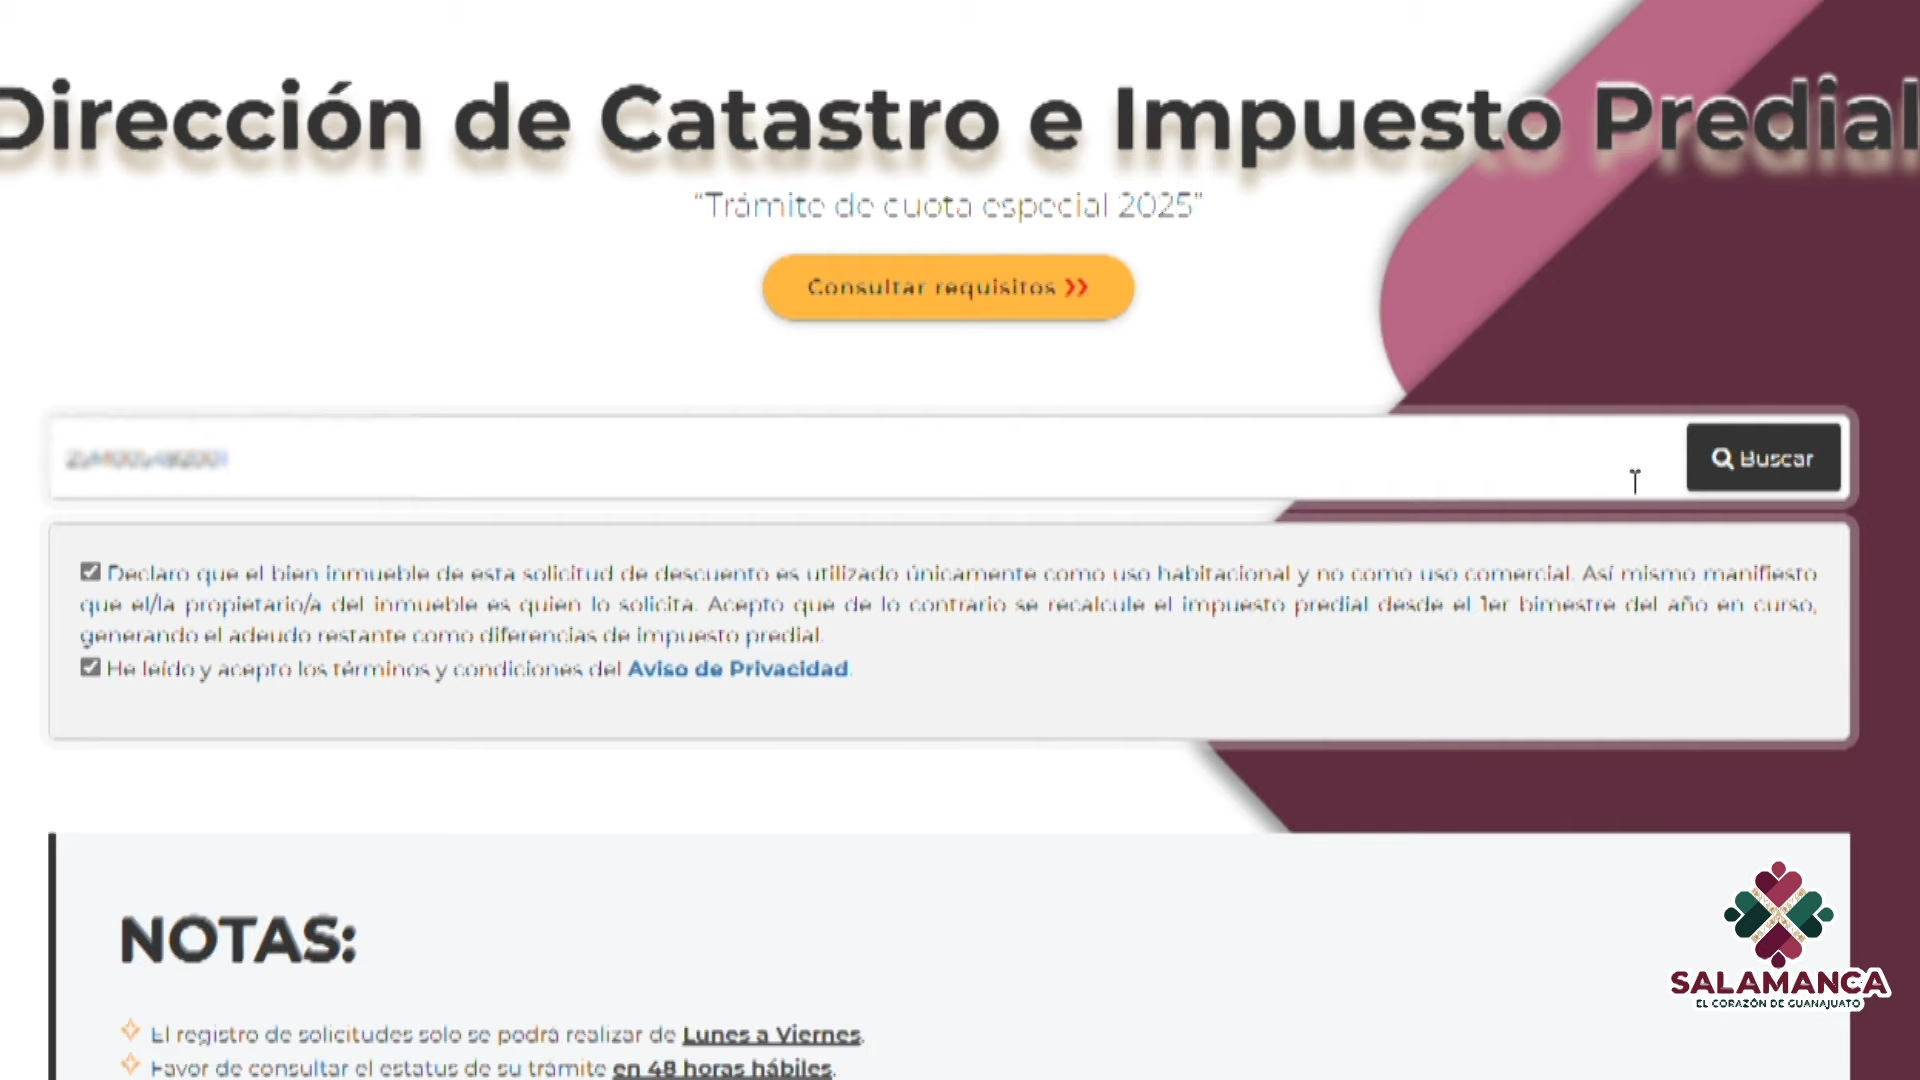 Dirección de Catastro e Impuesto Predial
“Trámite de cuota especial 2025”
Consultar requisitos »
Buscar
Declaro que el bien inmueble de esta solicitud de descuento es utilizado únicamente como uso habitacional y no como uso comercial. Así mismo manifiesto
que el/la propietario/a del inmueble es quien lo solicita. Acepto que de lo contrario se recalcule el impuesto predial desde el 1er bimestre del año en curso,
generando el adeudo restante como diferencias de impuesto predial.
He leído y acepto los términos y condiciones del Aviso de Privacidad.
NOTAS:
El registro de solicitudes solo se podrá realizar de Lunes a Viernes.
Favor de consultar el estatus de su trámite en 48 horas hábiles.
SALAMANCA
EL CORAZÓN DE GUANAJUATO